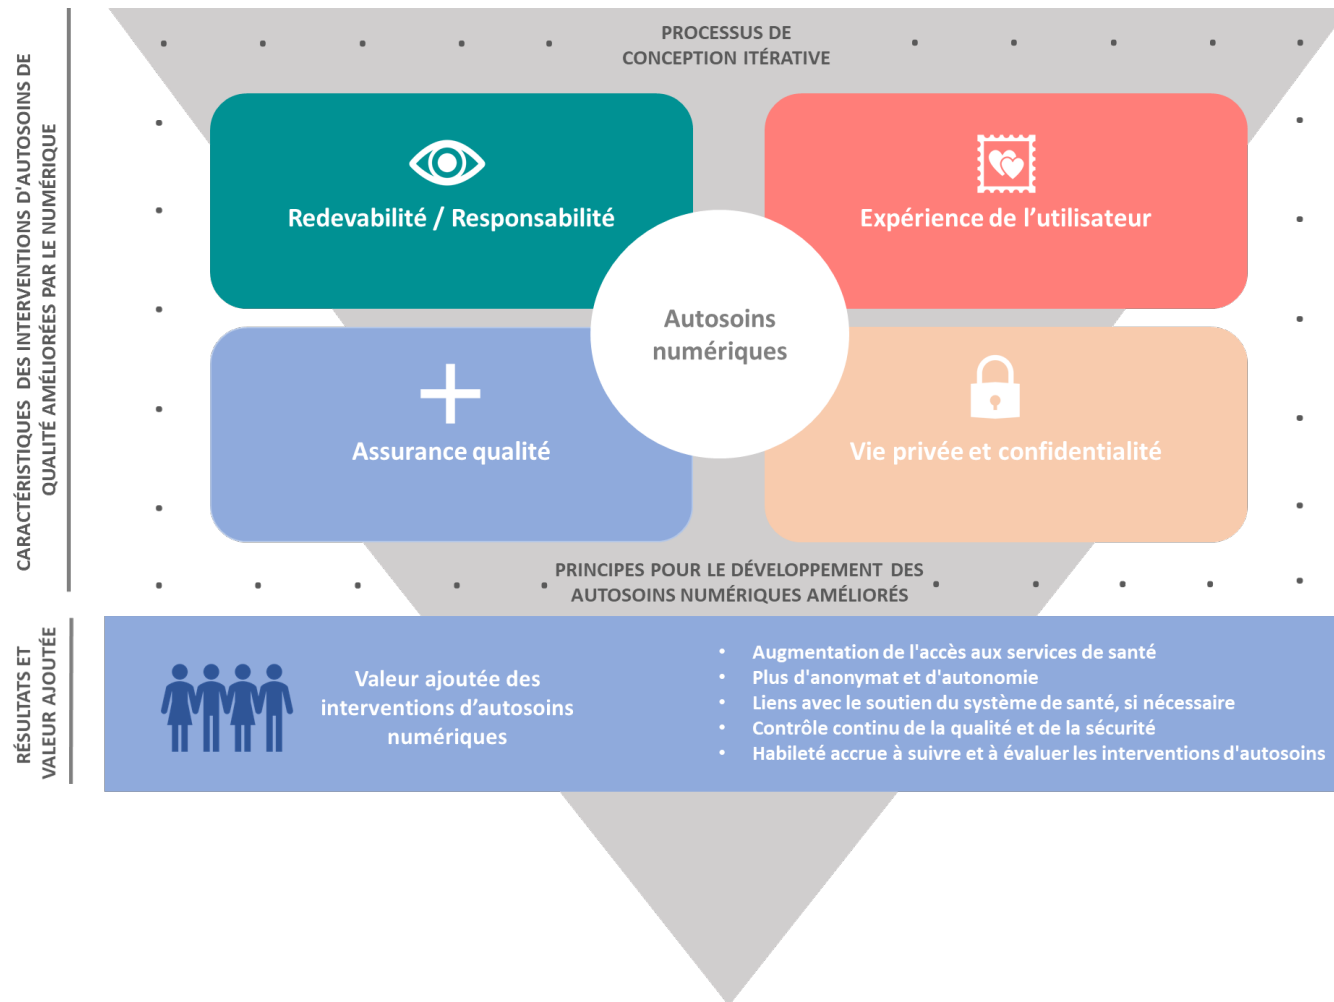 CARACTÉRISTIQUES DES INTERVENTIONS D'AUTOSOINS DE
QUALITÉ AMÉLIORÉES PAR LE NUMÉRIQUE
PROCESSUS DE
CONCEPTION ITÉRATIVE
Redevabilité / Responsabilité
Expérience de l’utilisateur
Autosoins
numériques
Assurance qualité
Vie privée et confidentialité
PRINCIPES POUR LE DÉVELOPPEMENT DES
AUTOSOINS NUMÉRIQUES AMÉLIORÉS
RÉSULTATS ET
VALEUR AJOUTÉE
Valeur ajoutée des
interventions d’autosoins
numériques
• Augmentation de l'accès aux services de santé
• Plus d'anonymat et d'autonomie
• Liens avec le soutien du système de santé, si nécessaire
• Contrôle continu de la qualité et de la sécurité
• Habileté accrue à suivre et à évaluer les interventions d'autosoins